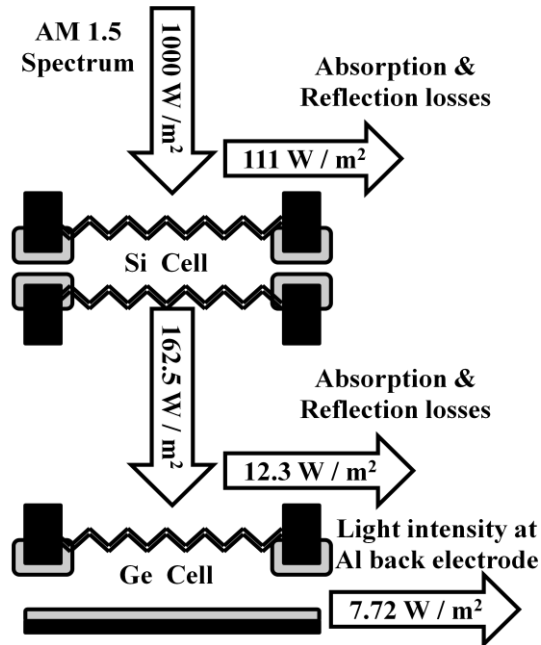 AM 1.5
Spectrum
1000 W /m²
Absorption &
Reflection losses
111 W / m²
Si Cell
162.5 W / m²
Absorption &
Reflection losses
12.3 W / m²
Ge Cell
Light intensity at
Al back electrode
7.72 W / m²